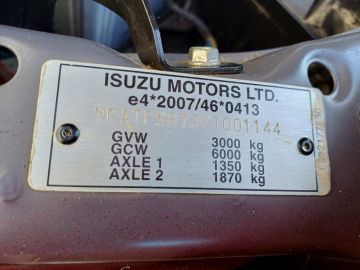 ISUZU MOTORS LTD.
e4*2007/46*0413
GVW 3000 kg
GCW 6000 kg
AXLE 1 1350 kg
AXLE 2 1870 kg